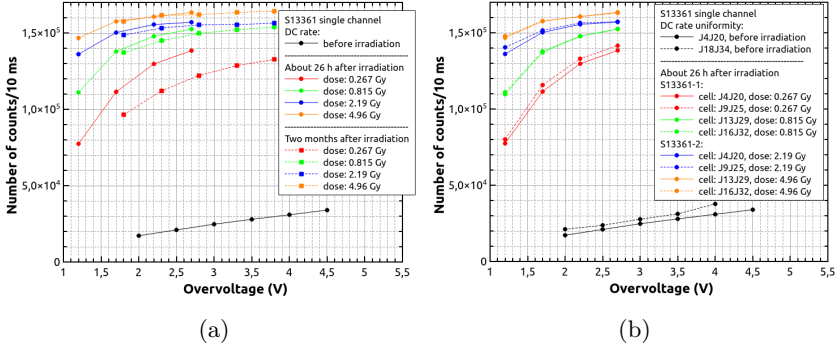 S13361 single channel
DC rate:
before irradiation
About 26 h after irradiation
dose: 0.267 Gy
dose: 0.815 Gy
dose: 2.19 Gy
dose: 4.96 Gy
Two months after irradiation
dose: 0.267 Gy
dose: 0.815 Gy
dose: 2.19 Gy
dose: 4.96 Gy
Number of counts/10 ms
1,5×10⁵
1,0×10⁵
5,0×10⁴
0
1 1,5 2 2,5 3 3,5 4 4,5 5 5,5
Overvoltage (V)
(a)
S13361 single channel
DC rate uniformity:
J4J20, before irradiation
J18J34, before irradiation
About 26 h after irradiation
S13361-1:
cell: J4J20, dose: 0.267 Gy
cell: J9J25, dose: 0.267 Gy
cell: J13J29, dose: 0.815 Gy
cell: J16J32, dose: 0.815 Gy
S13361-2:
cell: J4J20, dose: 2.19 Gy
cell: J9J25, dose: 2.19 Gy
cell: J13J29, dose: 4.96 Gy
cell: J16J32, dose: 4.96 Gy
Number of counts/10 ms
1,5×10⁵
1,0×10⁵
5,0×10⁴
0
1 1,5 2 2,5 3 3,5 4 4,5 5 5,5
Overvoltage (V)
(b)